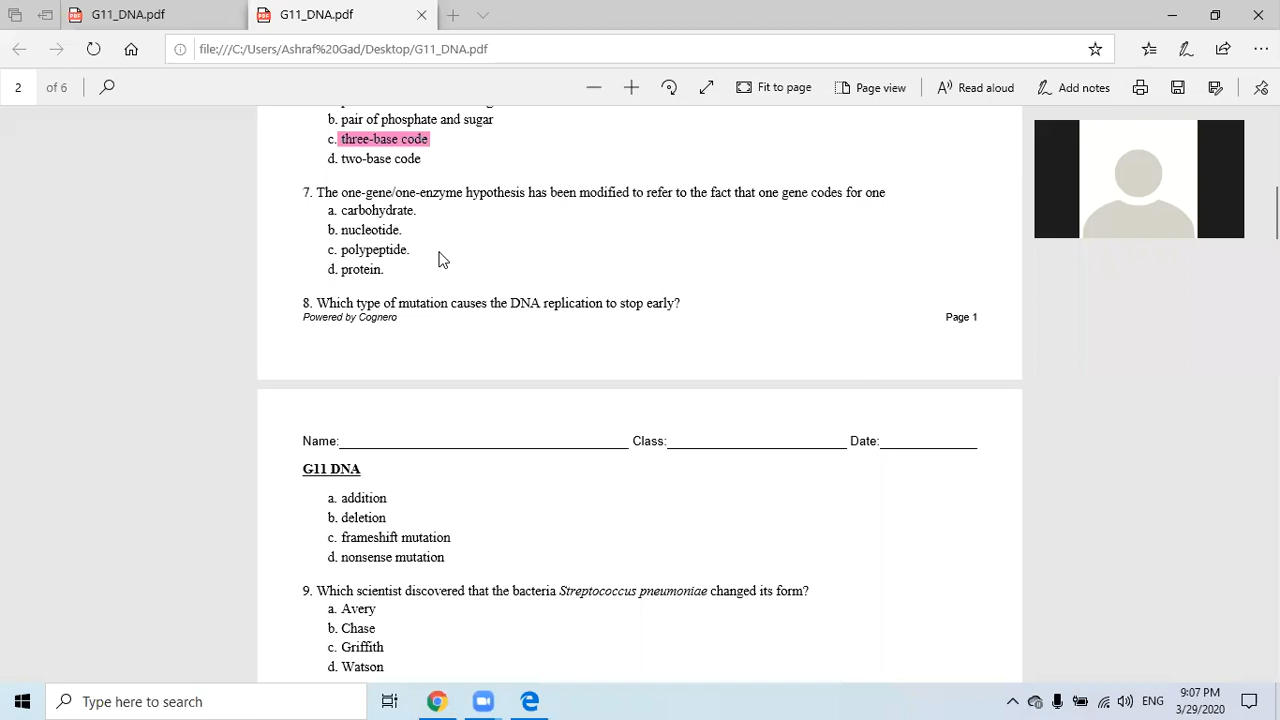 G11_DNA.pdf
G11_DNA.pdf
file:///C:/Users/Ashraf%20Gad/Desktop/G11_DNA.pdf
2 of 6
Fit to page
Page view
Read aloud
Add notes
b. pair of phosphate and sugar
c. three-base code
d. two-base code
7. The one-gene/one-enzyme hypothesis has been modified to refer to the fact that one gene codes for one
a. carbohydrate.
b. nucleotide.
c. polypeptide.
d. protein.
8. Which type of mutation causes the DNA replication to stop early?
Powered by Cognero Page 1
Name: Class: Date:
G11 DNA
a. addition
b. deletion
c. frameshift mutation
d. nonsense mutation
9. Which scientist discovered that the bacteria Streptococcus pneumoniae changed its form?
a. Avery
b. Chase
c. Griffith
d. Watson
Type here to search
ENG
9:07 PM
3/29/2020